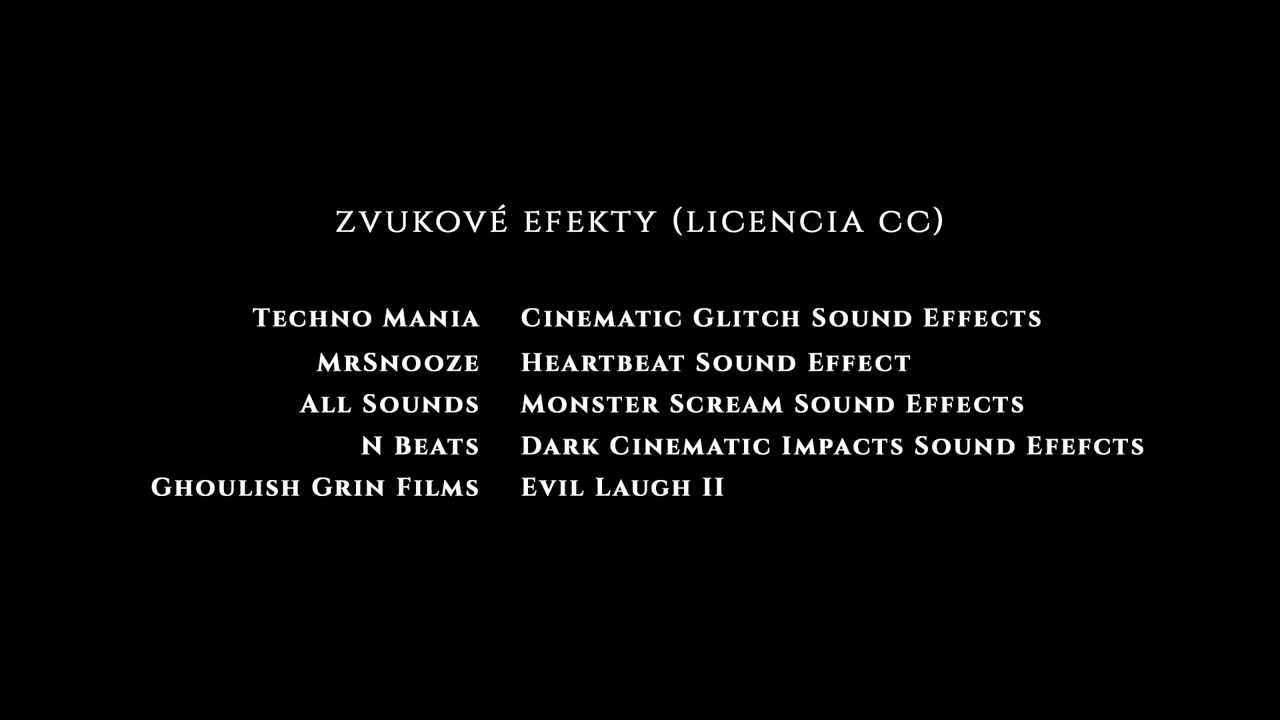 ZVUKOVÉ EFEKTY (LICENCIA CC)
Techno Mania Cinematic Glitch Sound Effects
MrSnooze Heartbeat Sound Effect
All Sounds Monster Scream Sound Effects
N Beats Dark Cinematic Impacts Sound Efefcts
Ghoulish Grin Films Evil Laugh II